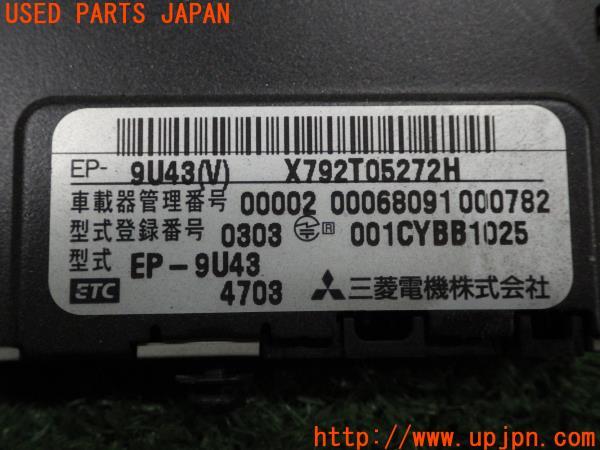 USED PARTS JAPAN
EP- 9U43(V) X792T05272H
車載器管理番号 00002 00068091 000782
型式登録番号 0303 R 001CYBB1025
型式 EP-9U43
ETC 4703 三菱電機株式会社
http://www.upjpn.com/